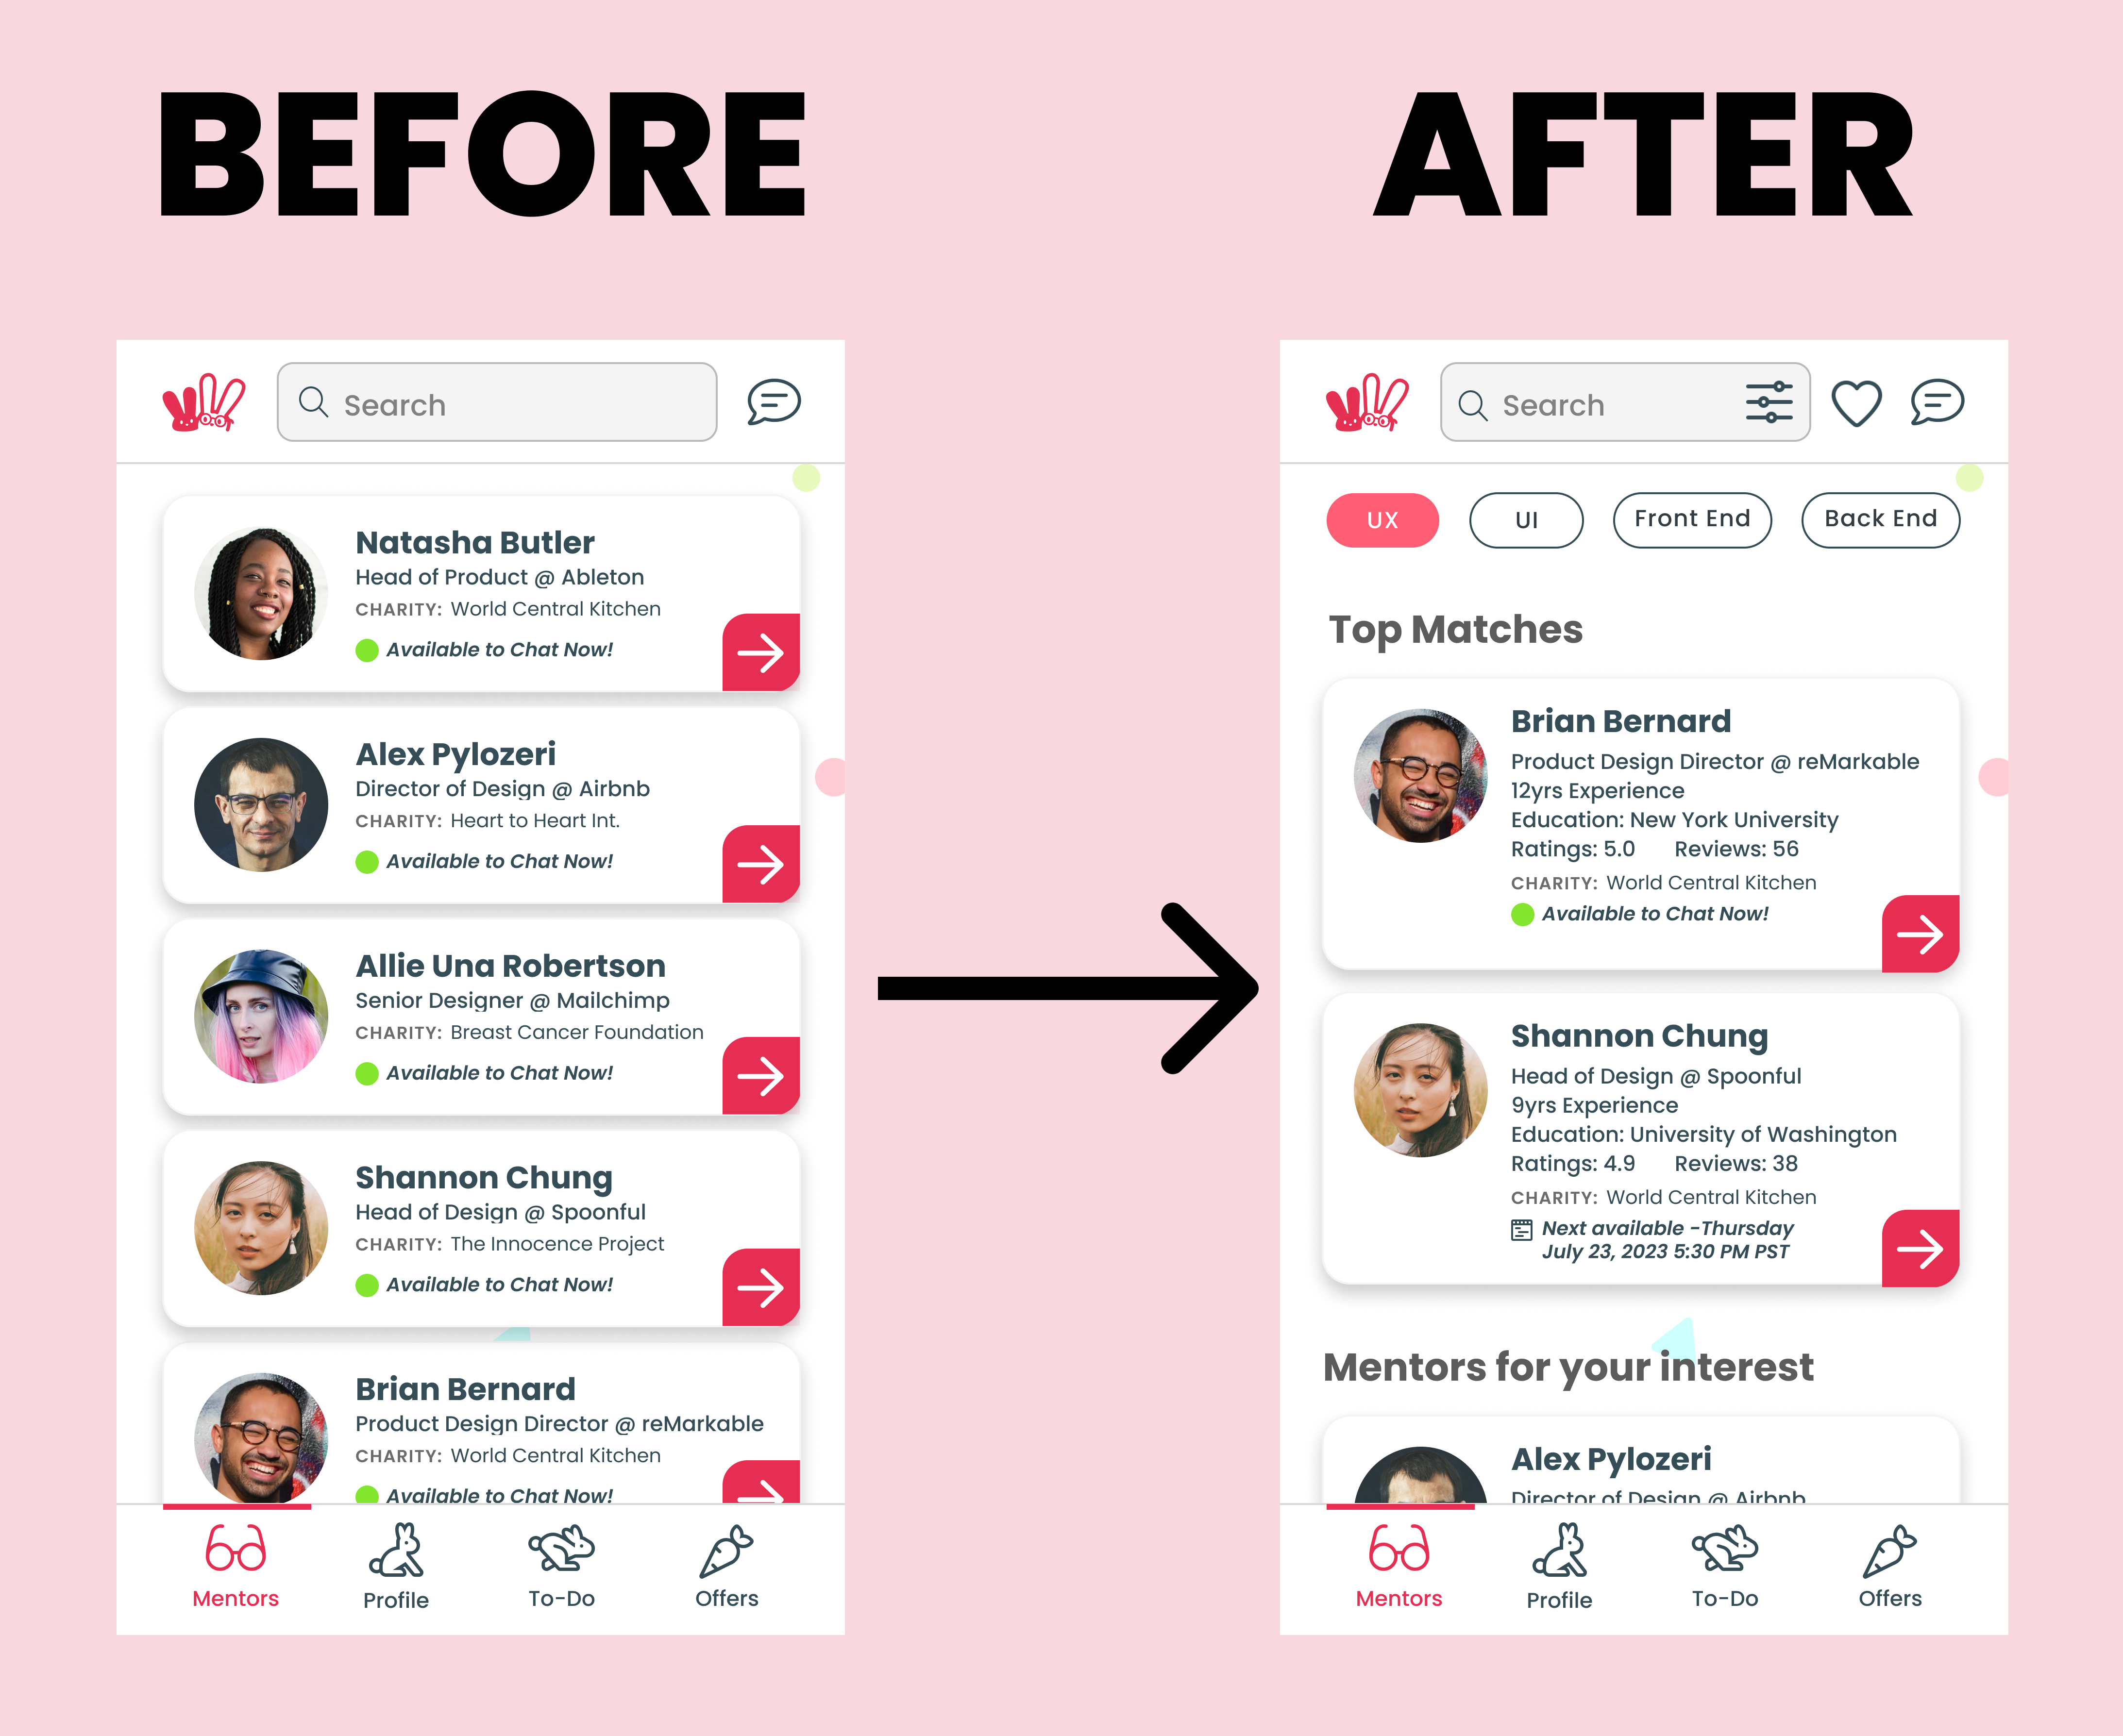 BEFORE
Search
Natasha Butler
Head of Product @ Ableton
CHARITY: World Central Kitchen
Available to Chat Now!
Alex Pylozeri
Director of Design @ Airbnb
CHARITY: Heart to Heart Int.
Available to Chat Now!
Allie Una Robertson
Senior Designer @ Mailchimp
CHARITY: Breast Cancer Foundation
Available to Chat Now!
Shannon Chung
Head of Design @ Spoonful
CHARITY: The Innocence Project
Available to Chat Now!
Brian Bernard
Product Design Director @ reMarkable
CHARITY: World Central Kitchen
Available to Chat Now!
Mentors Profile To-Do Offers
AFTER
Search
UX UI Front End Back End
Top Matches
Brian Bernard
Product Design Director @ reMarkable
12yrs Experience
Education: New York University
Ratings: 5.0 Reviews: 56
CHARITY: World Central Kitchen
Available to Chat Now!
Shannon Chung
Head of Design @ Spoonful
9yrs Experience
Education: University of Washington
Ratings: 4.9 Reviews: 38
CHARITY: World Central Kitchen
Next available -Thursday
July 23, 2023 5:30 PM PST
Mentors for your interest
Alex Pylozeri
Director of Design @ Airbnb
Mentors Profile To-Do Offers